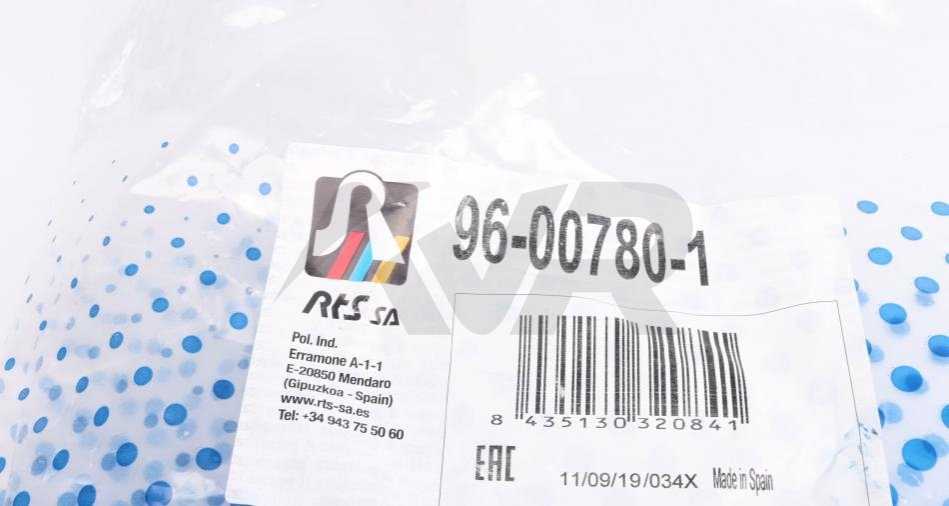 96-00780-1
RtS SA
Pol. Ind.
Erramone A-1-1
E-20850 Mendaro
(Gipuzkoa - Spain)
www.rts-sa.es
Tel: +34 943 75 50 60
8 435130 320841
EAC
11/09/19/034X Made in Spain